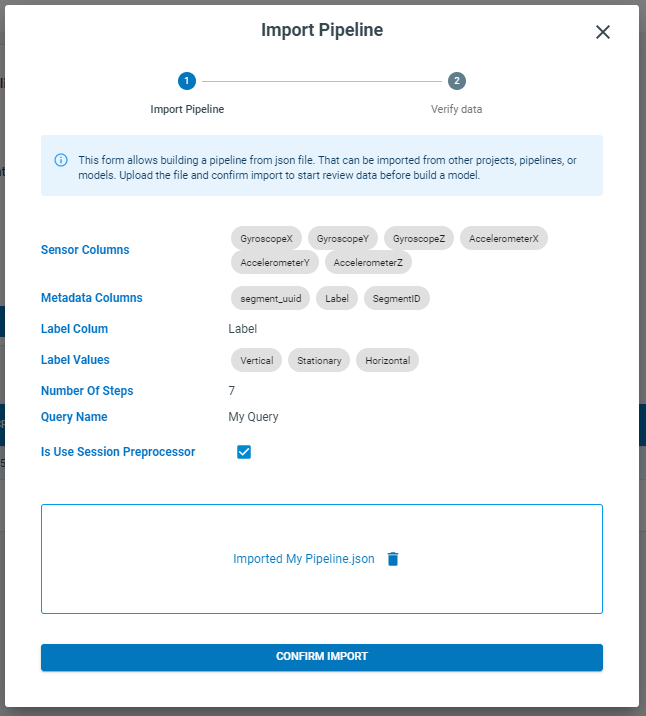 Import Pipeline
1
2
Import Pipeline
Verify data
This form allows building a pipeline from json file. That can be imported from other projects, pipelines, or
models. Upload the file and confirm import to start review data before build a model.
Sensor Columns
GyroscopeX GyroscopeY GyroscopeZ AccelerometerX
AccelerometerY AccelerometerZ
Metadata Columns
segment_uuid Label SegmentID
Label Colum
Label
Label Values
Vertical Stationary Horizontal
Number Of Steps
7
Query Name
My Query
Is Use Session Preprocessor
Imported My Pipeline.json
CONFIRM IMPORT